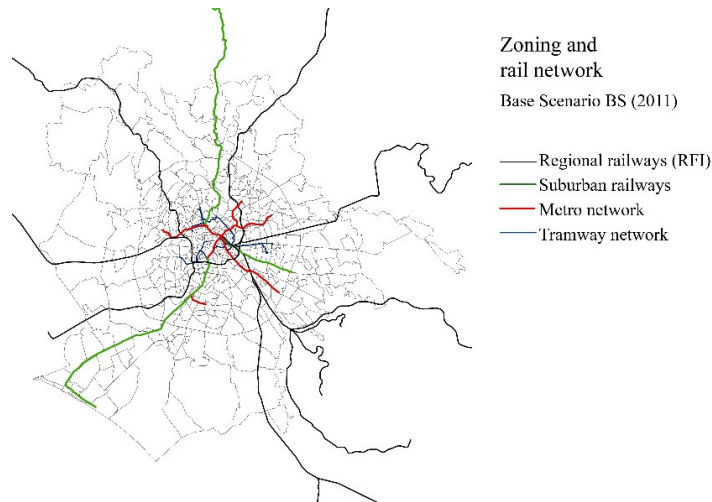 Zoning and
rail network
Base Scenario BS (2011)
Regional railways (RFI)
Suburban railways
Metro network
Tramway network